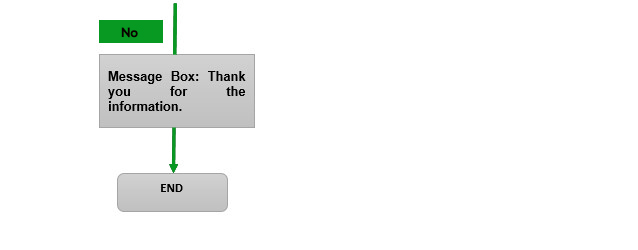 No
Message Box: Thank
you for the
information.
END